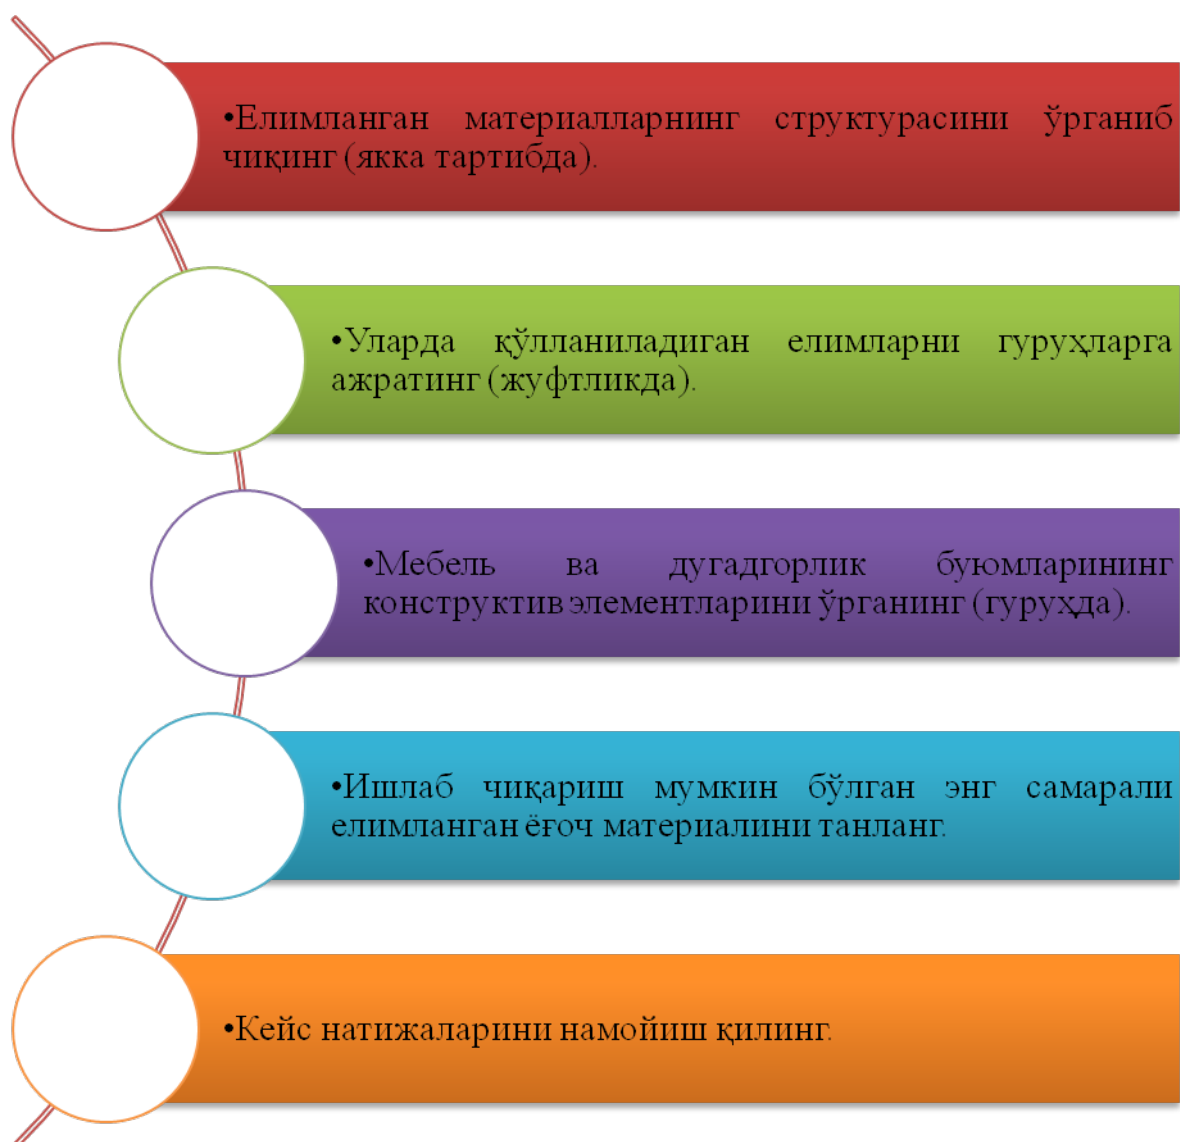 •Елимланган материалларнинг структурасини ўрганиб
чиқинг (якка тартибда).
•Уларда қўлланиладиган елимларни гуруҳларга
ажратинг (жуфтликда).
•Мебель ва дугадгорлик буюмларининг
конструктив элементларини ўрганинг (гуруҳда).
•Ишлаб чиқариш мумкин бўлган энг самарали
елимланган ёғоч материалини танланг.
•Кейс натижаларини намойиш қилинг.